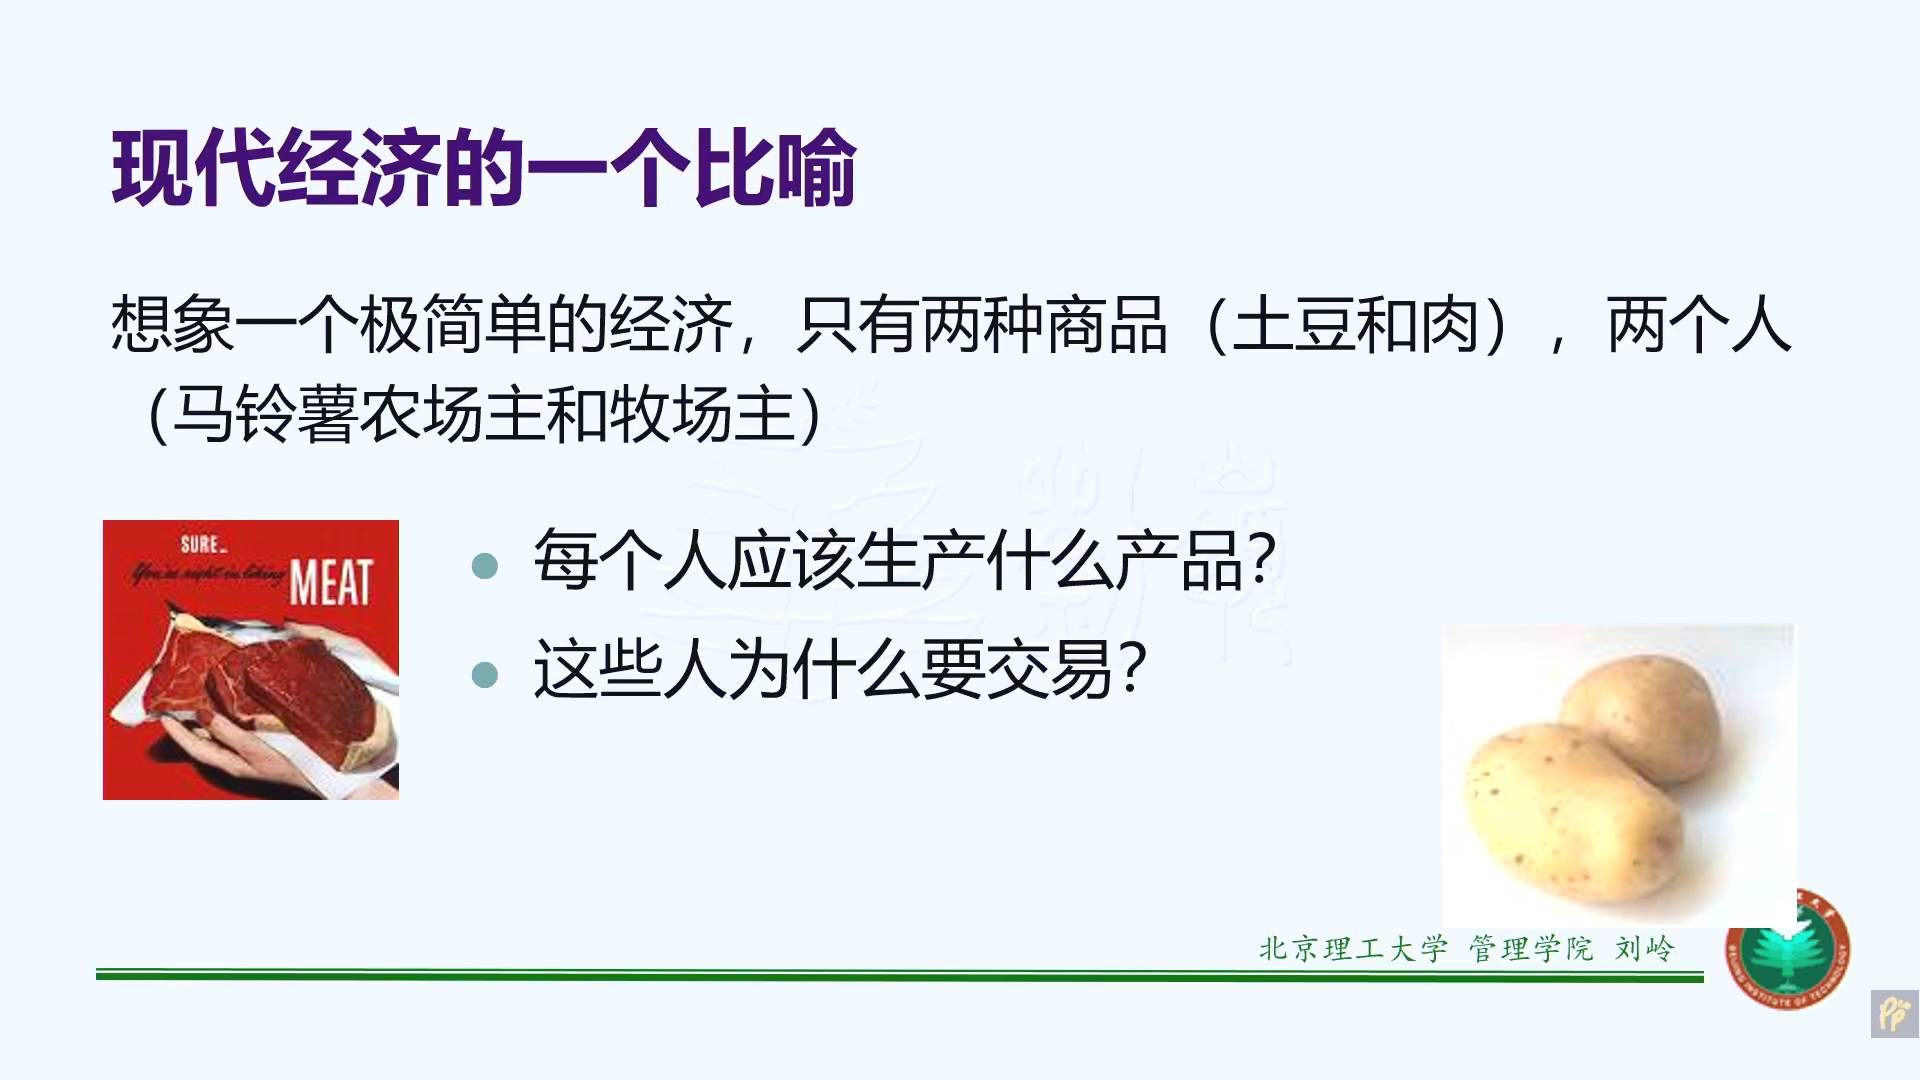 现代经济的一个比喻
想象一个极简单的经济，只有两种商品（土豆和肉），两个人
（马铃薯农场主和牧场主）
SURE...
You're right in liking
MEAT
每个人应该生产什么产品？
这些人为什么要交易？
北京理工大学 管理学院 刘岭
BEIJING INSTITUTE OF TECHNOLOGY